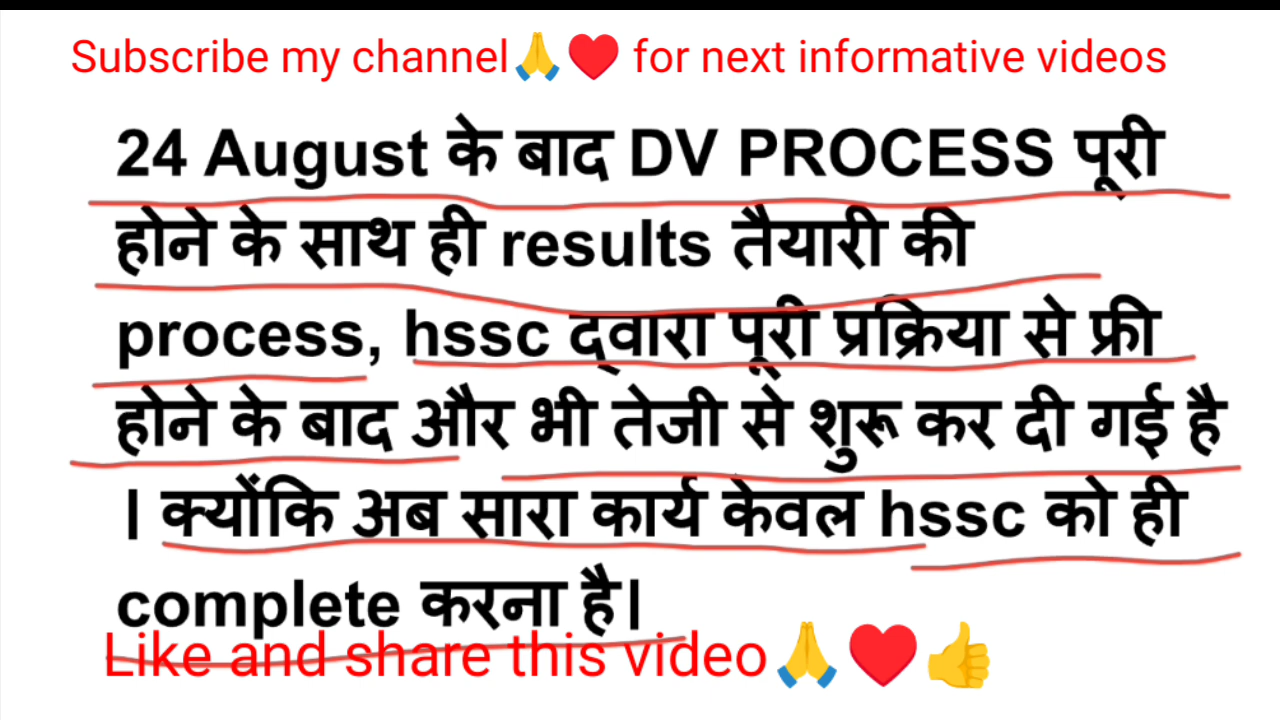 Subscribe my channel🙏♥️ for next informative videos
24 August के बाद DV PROCESS पूरी
होने के साथ ही results तैयारी की
process, hssc द्वारा पूरी प्रक्रिया से फ्री
होने के बाद और भी तेजी से शुरू कर दी गई है
। क्योंकि अब सारा कार्य केवल hssc को ही
complete करना है।
Like and share this video🙏♥️👍